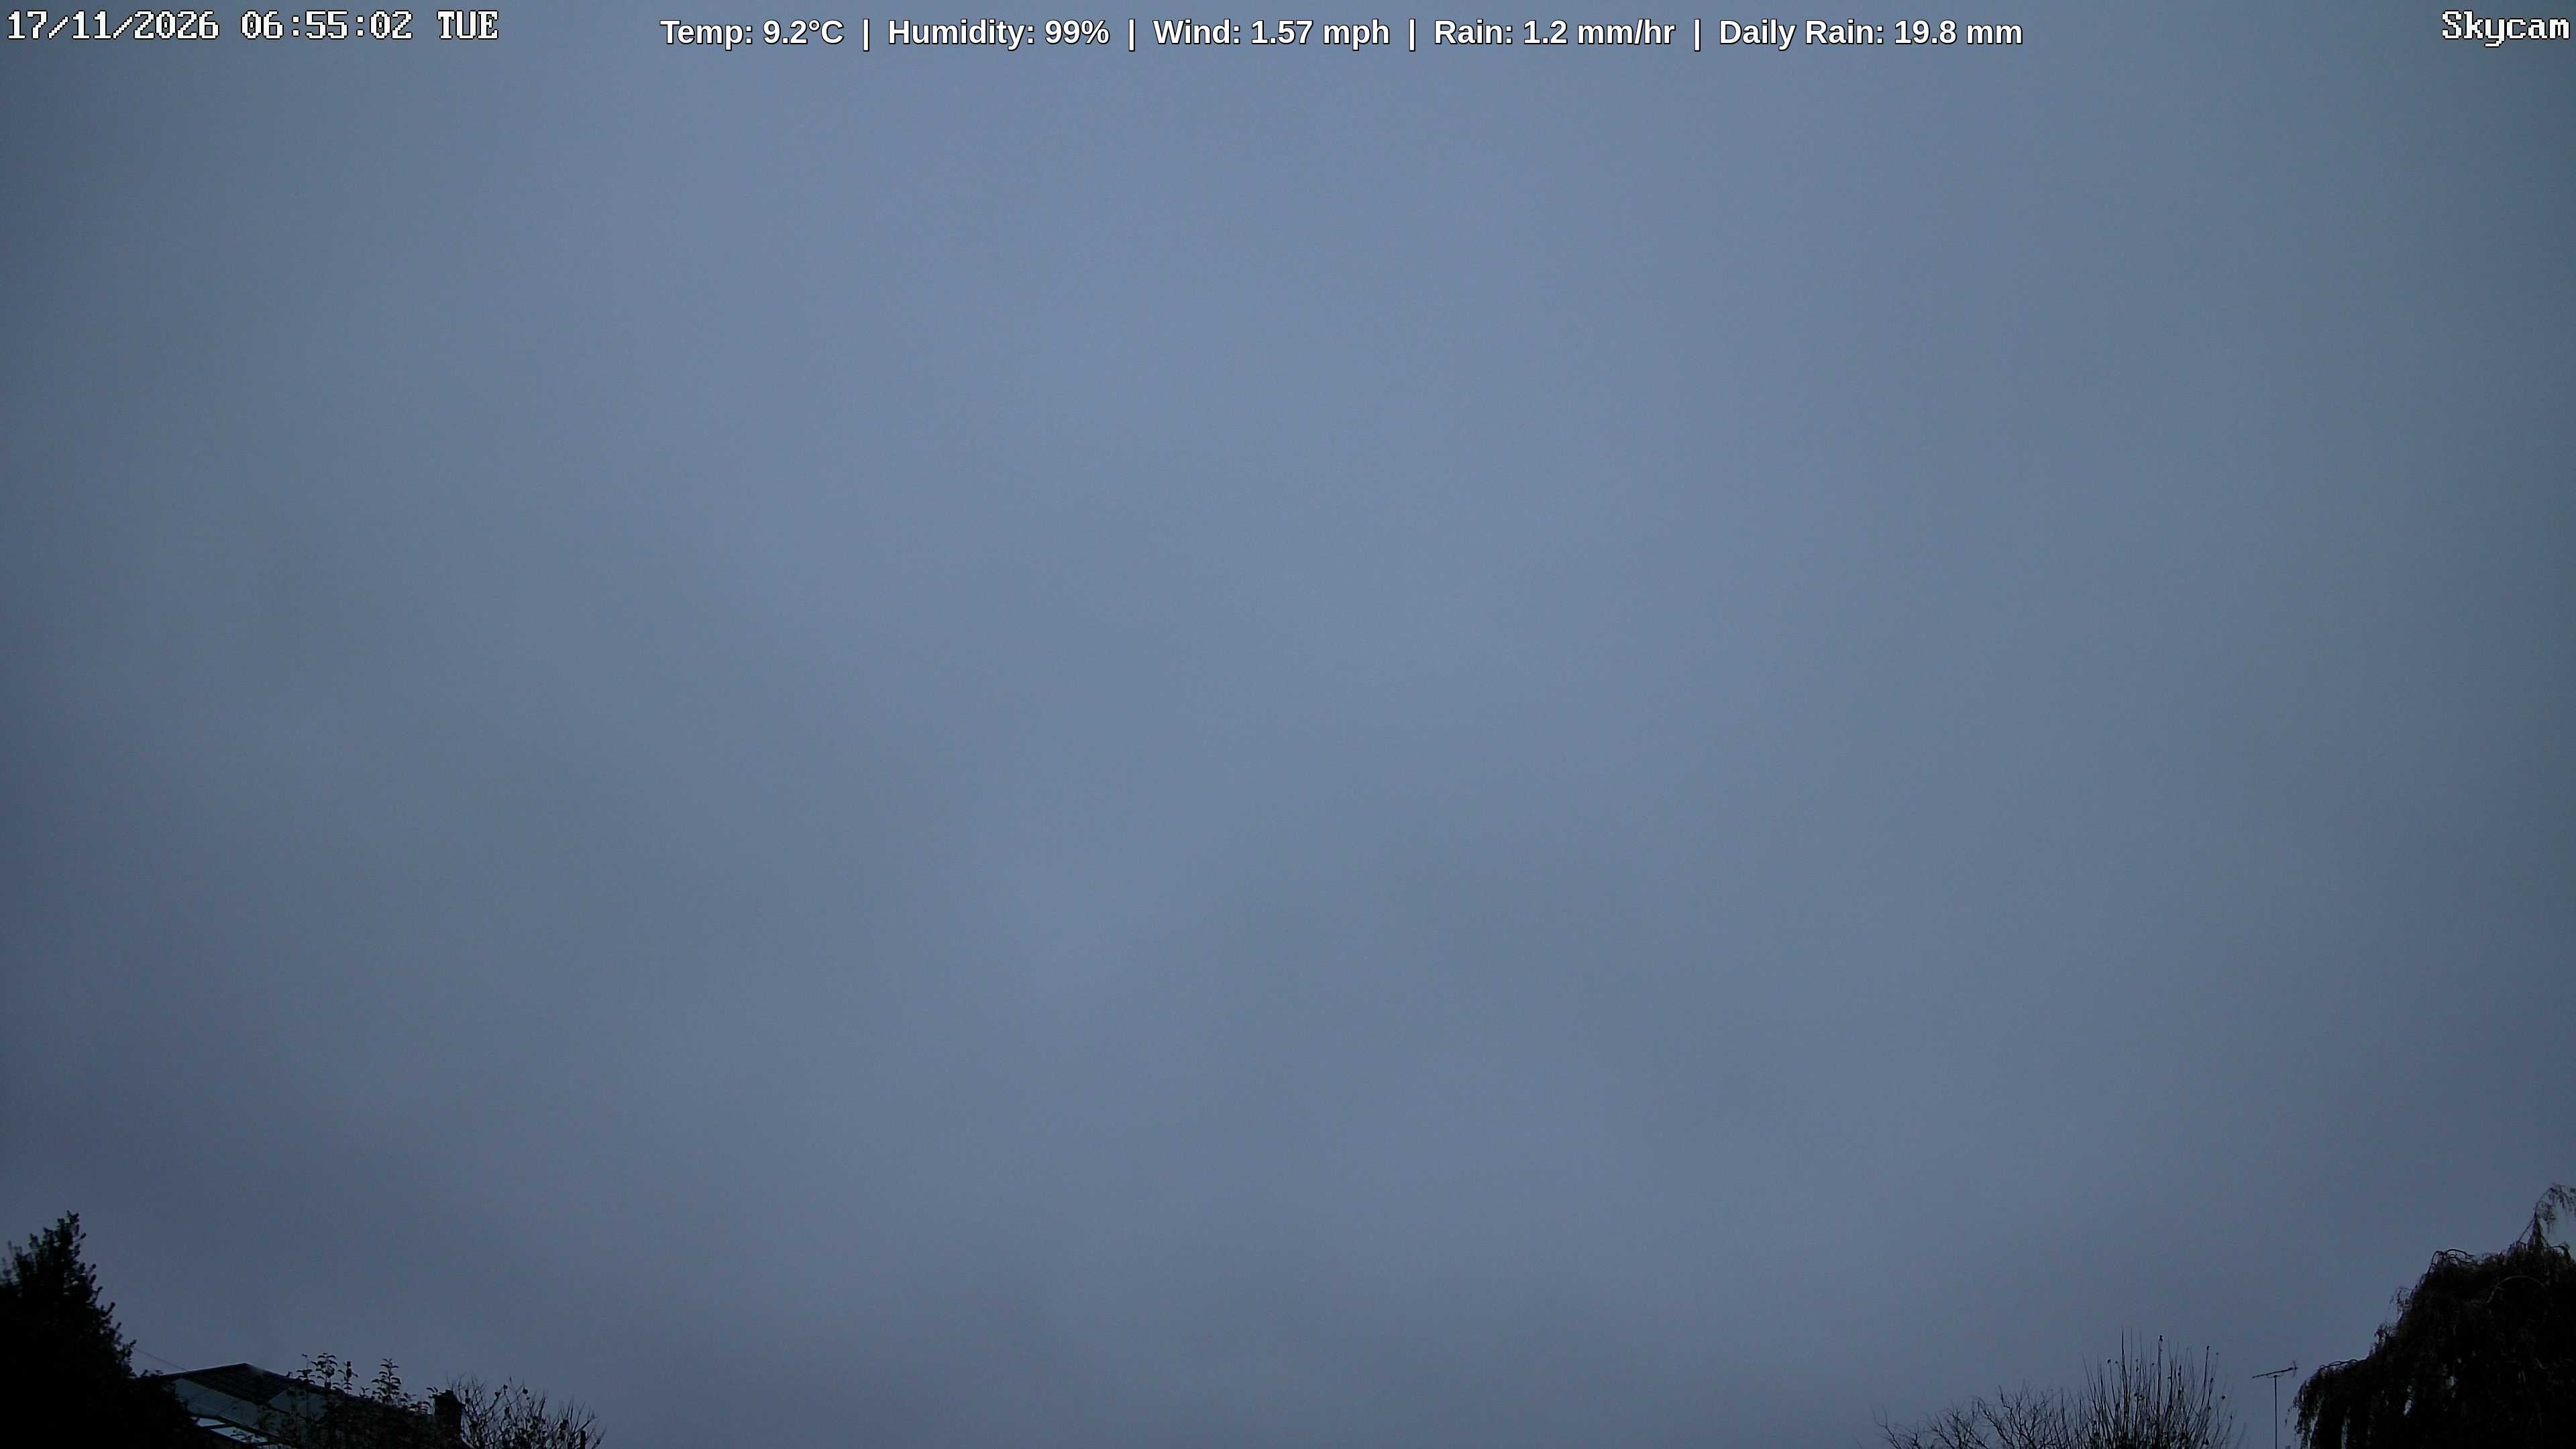 17/11/2026 06:55:02 TUE
Temp: 9.2°C | Humidity: 99% | Wind: 1.57 mph | Rain: 1.2 mm/hr | Daily Rain: 19.8 mm
Skycam